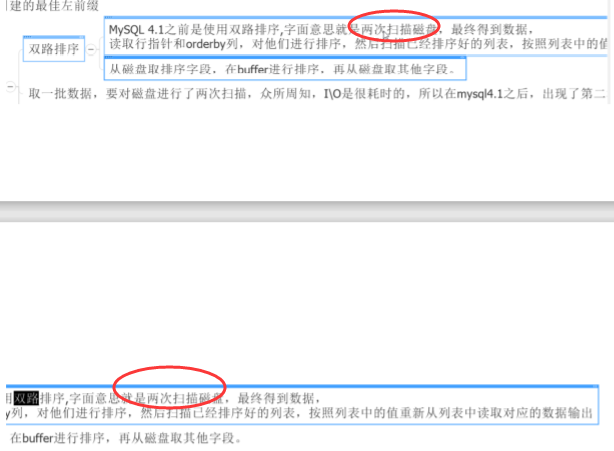 建的最佳左前缀
MySQL 4.1之前是使用双路排序,字面意思就是两次扫描磁盘，最终得到数据，
双路排序
读取行指针和orderby列，对他们进行排序，然后扫描已经排序好的列表，按照列表中的值
从磁盘取排序字段，在buffer进行排序，再从磁盘取其他字段。
取一批数据，要对磁盘进行了两次扫描，众所周知，I\O是很耗时的，所以在mysql4.1之后，出现了第二
用双路排序,字面意思就是两次扫描磁盘，最终得到数据，
y列，对他们进行排序，然后扫描已经排序好的列表，按照列表中的值重新从列表中读取对应的数据输出
在buffer进行排序，再从磁盘取其他字段。